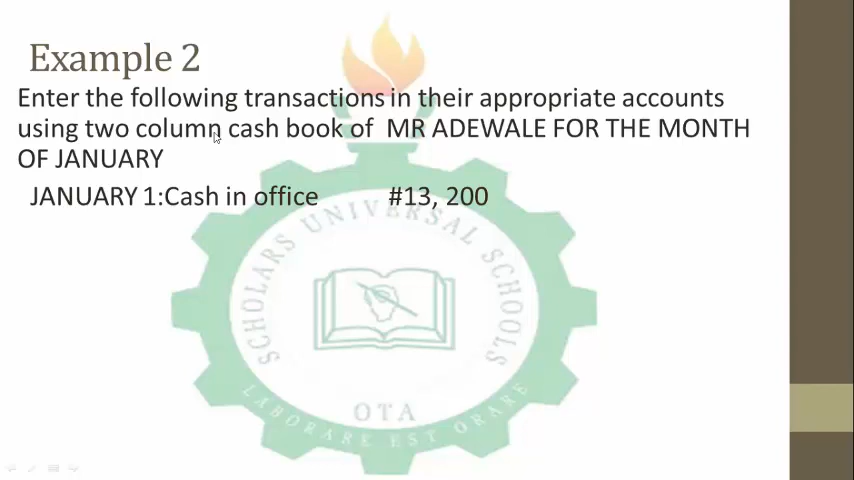 Example 2
Enter the following transactions in their appropriate accounts
using two column cash book of MR ADEWALE FOR THE MONTH
OF JANUARY
JANUARY 1:Cash in office #13, 200
SCHOLARS UNIVERSAL SCHOOLS
OTA
LABORARE EST ORARE